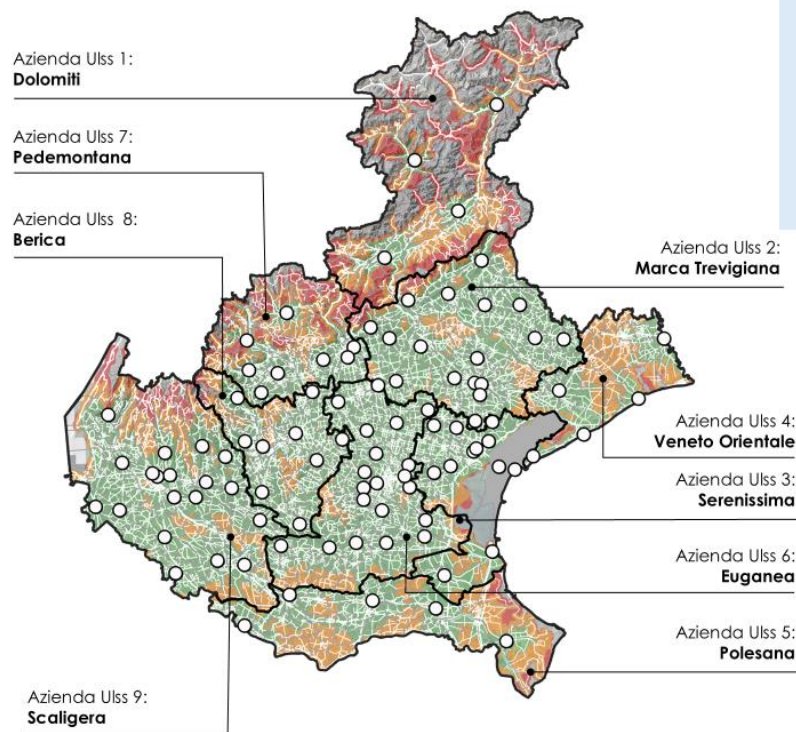 Azienda Ulss 1:
Dolomiti
Azienda Ulss 7:
Pedemontana
Azienda Ulss 8:
Berica
Azienda Ulss 2:
Marca Trevigiana
Azienda Ulss 4:
Veneto Orientale
Azienda Ulss 3:
Serenissima
Azienda Ulss 6:
Euganea
Azienda Ulss 5:
Polesana
Azienda Ulss 9:
Scaligera